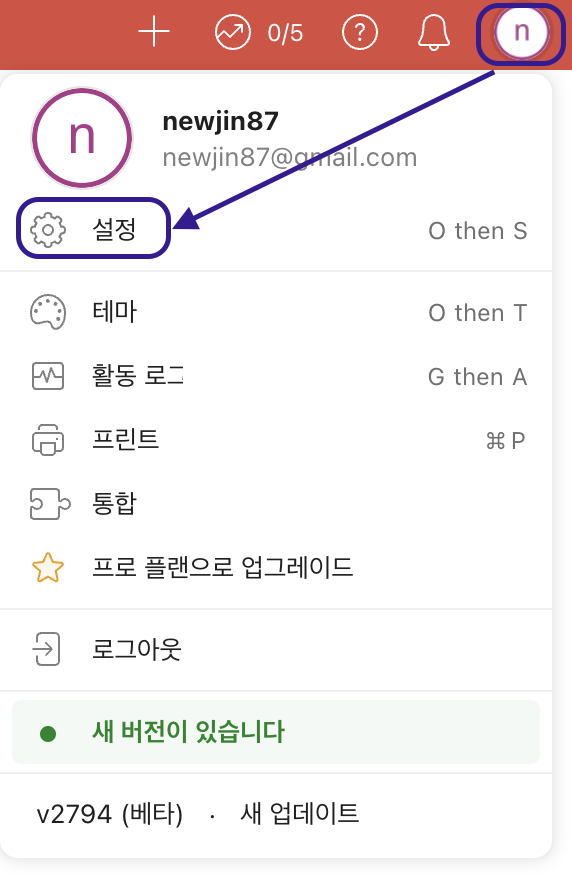 0/5 ? n
n
newjin87
newjin87@gmail.com
설정 O then S
테마 O then T
활동 로그 G then A
프린트 ⌘P
통합
프로 플랜으로 업그레이드
로그아웃
새 버전이 있습니다
v2794 (베타) · 새 업데이트